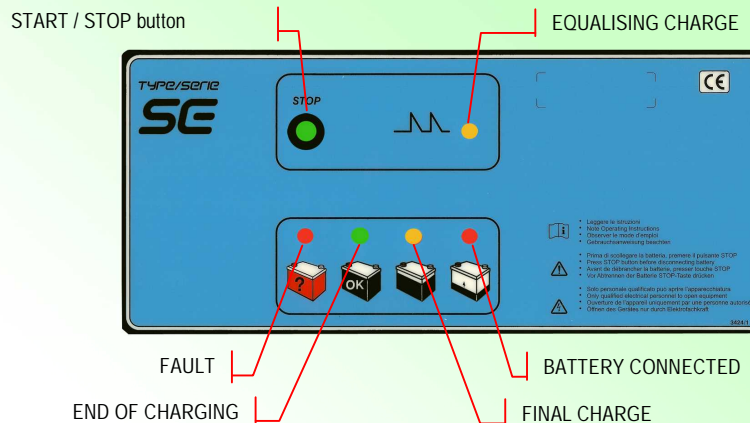 START / STOP button
EQUALISING CHARGE
TYPE/SERIE
SE
STOP
CE
?
OK
i
• Leggere le istruzioni
• Note Operating Instructions
• Observer le mode d'emploi
• Gebrauchsanweisung beachten
• Prima di scollegare la batteria, premere il pulsante STOP
• Press STOP button before disconnecting battery
• Avant de débrancher la batterie, presser touche STOP
• Vor Abtrennen der Batterie STOP-Taste drücken
• Solo personale qualificato può aprire l'apparecchiatura
• Only qualified electrical personnel to open equipment
• Ouverture de l'appareil uniquement par une personne autoris
• Öffnen des Gerätes nur durch Elektrofachkraft
3424/1
FAULT
BATTERY CONNECTED
END OF CHARGING
FINAL CHARGE